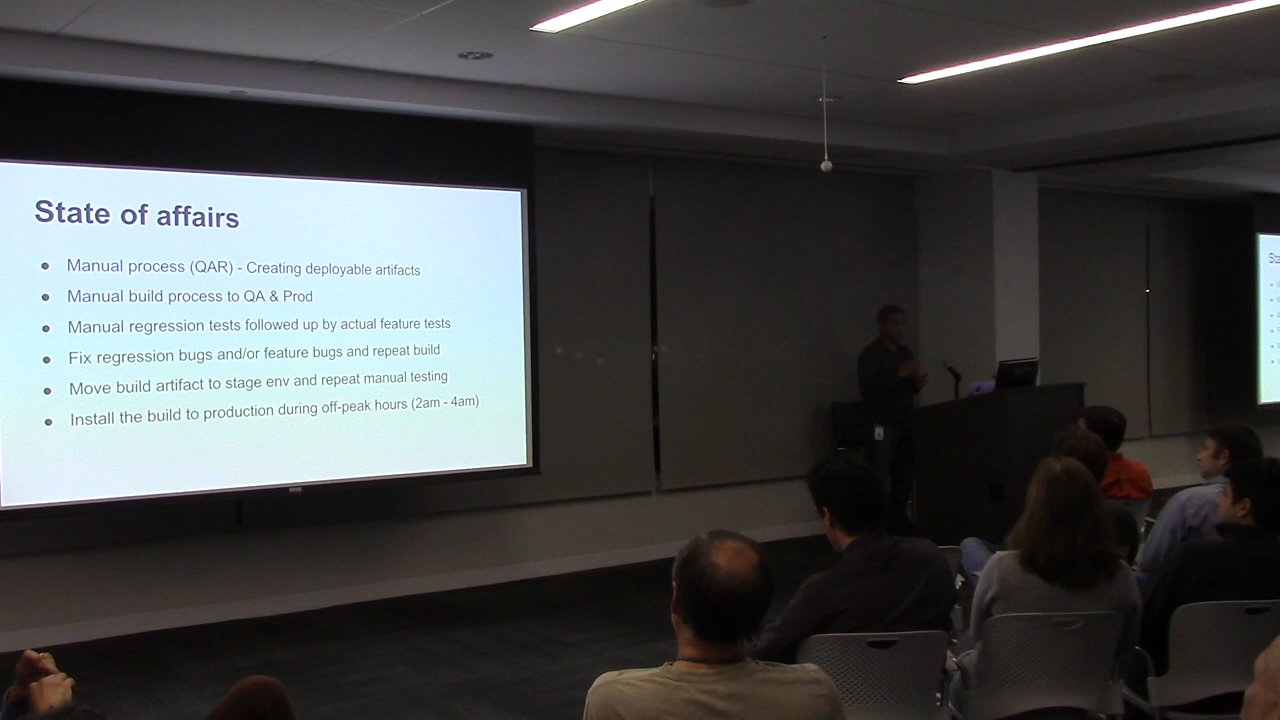 State of affairs
Manual process (QAR) - Creating deployable artifacts
Manual build process to QA & Prod
Manual regression tests followed up by actual feature tests
Fix regression bugs and/or feature bugs and repeat build
Move build artifact to stage env and repeat manual testing
Install the build to production during off-peak hours (2am - 4am)